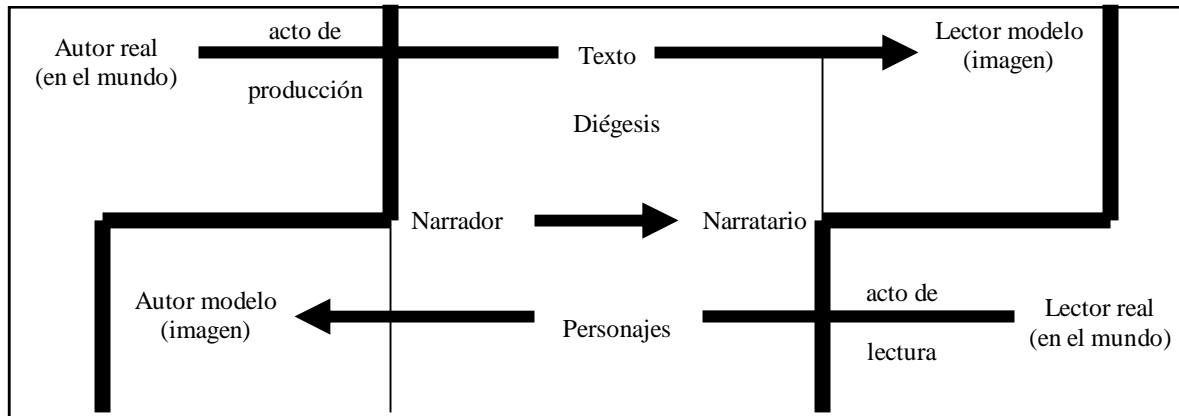 Autor real
(en el mundo)
acto de
producción
Texto
Lector modelo
(imagen)
Diégesis
Narrador
Narratario
Autor modelo
(imagen)
Personajes
acto de
lectura
Lector real
(en el mundo)